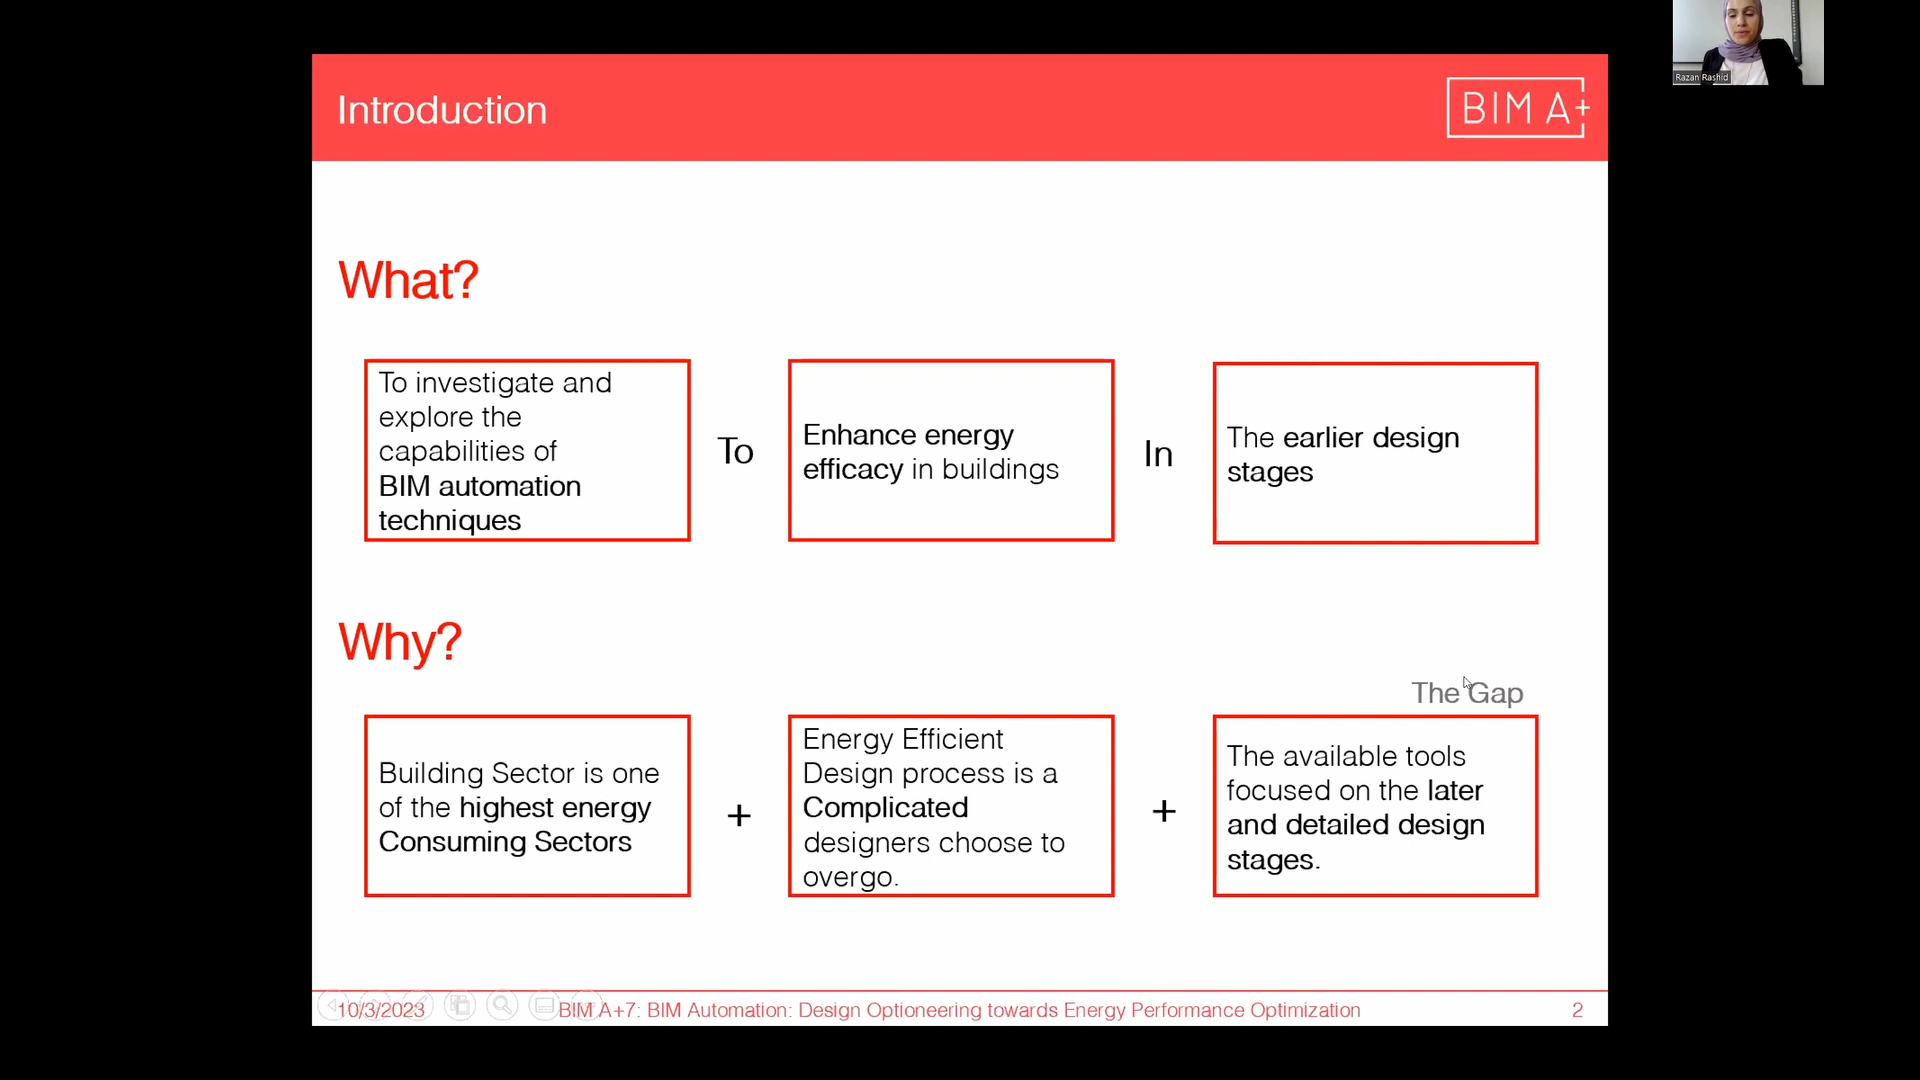 Razan Rashid
Introduction
BIM A+
What?
To investigate and
explore the
capabilities of
BIM automation
techniques
To
Enhance energy
efficacy in buildings
In
The earlier design
stages
Why?
The Gap
Building Sector is one
of the highest energy
Consuming Sectors
+
Energy Efficient
Design process is a
Complicated
designers choose to
overgo.
+
The available tools
focused on the later
and detailed design
stages.
10/3/2023
BIM A+7: BIM Automation: Design Optioneering towards Energy Performance Optimization
2